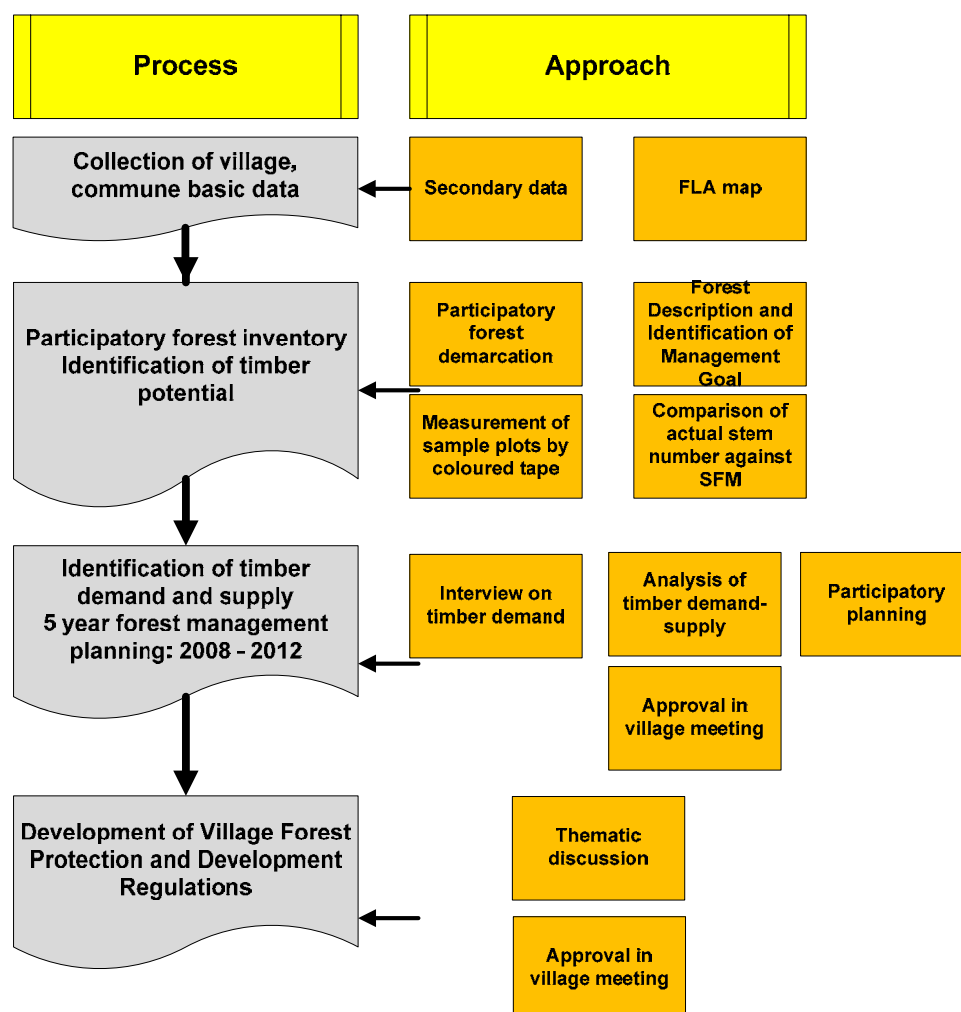 Process
Approach
Collection of village,
commune basic data
Secondary data
FLA map
Participatory forest inventory
Identification of timber
potential
Participatory
forest
demarcation
Forest
Description and
Identification of
Management
Goal
Measurement of
sample plots by
coloured tape
Comparison of
actual stem
number against
SFM
Identification of timber
demand and supply
5 year forest management
planning: 2008 - 2012
Interview on
timber demand
Analysis of
timber demand-
supply
Participatory
planning
Approval in
village meeting
Development of Village Forest
Protection and Development
Regulations
Thematic
discussion
Approval in
village meeting